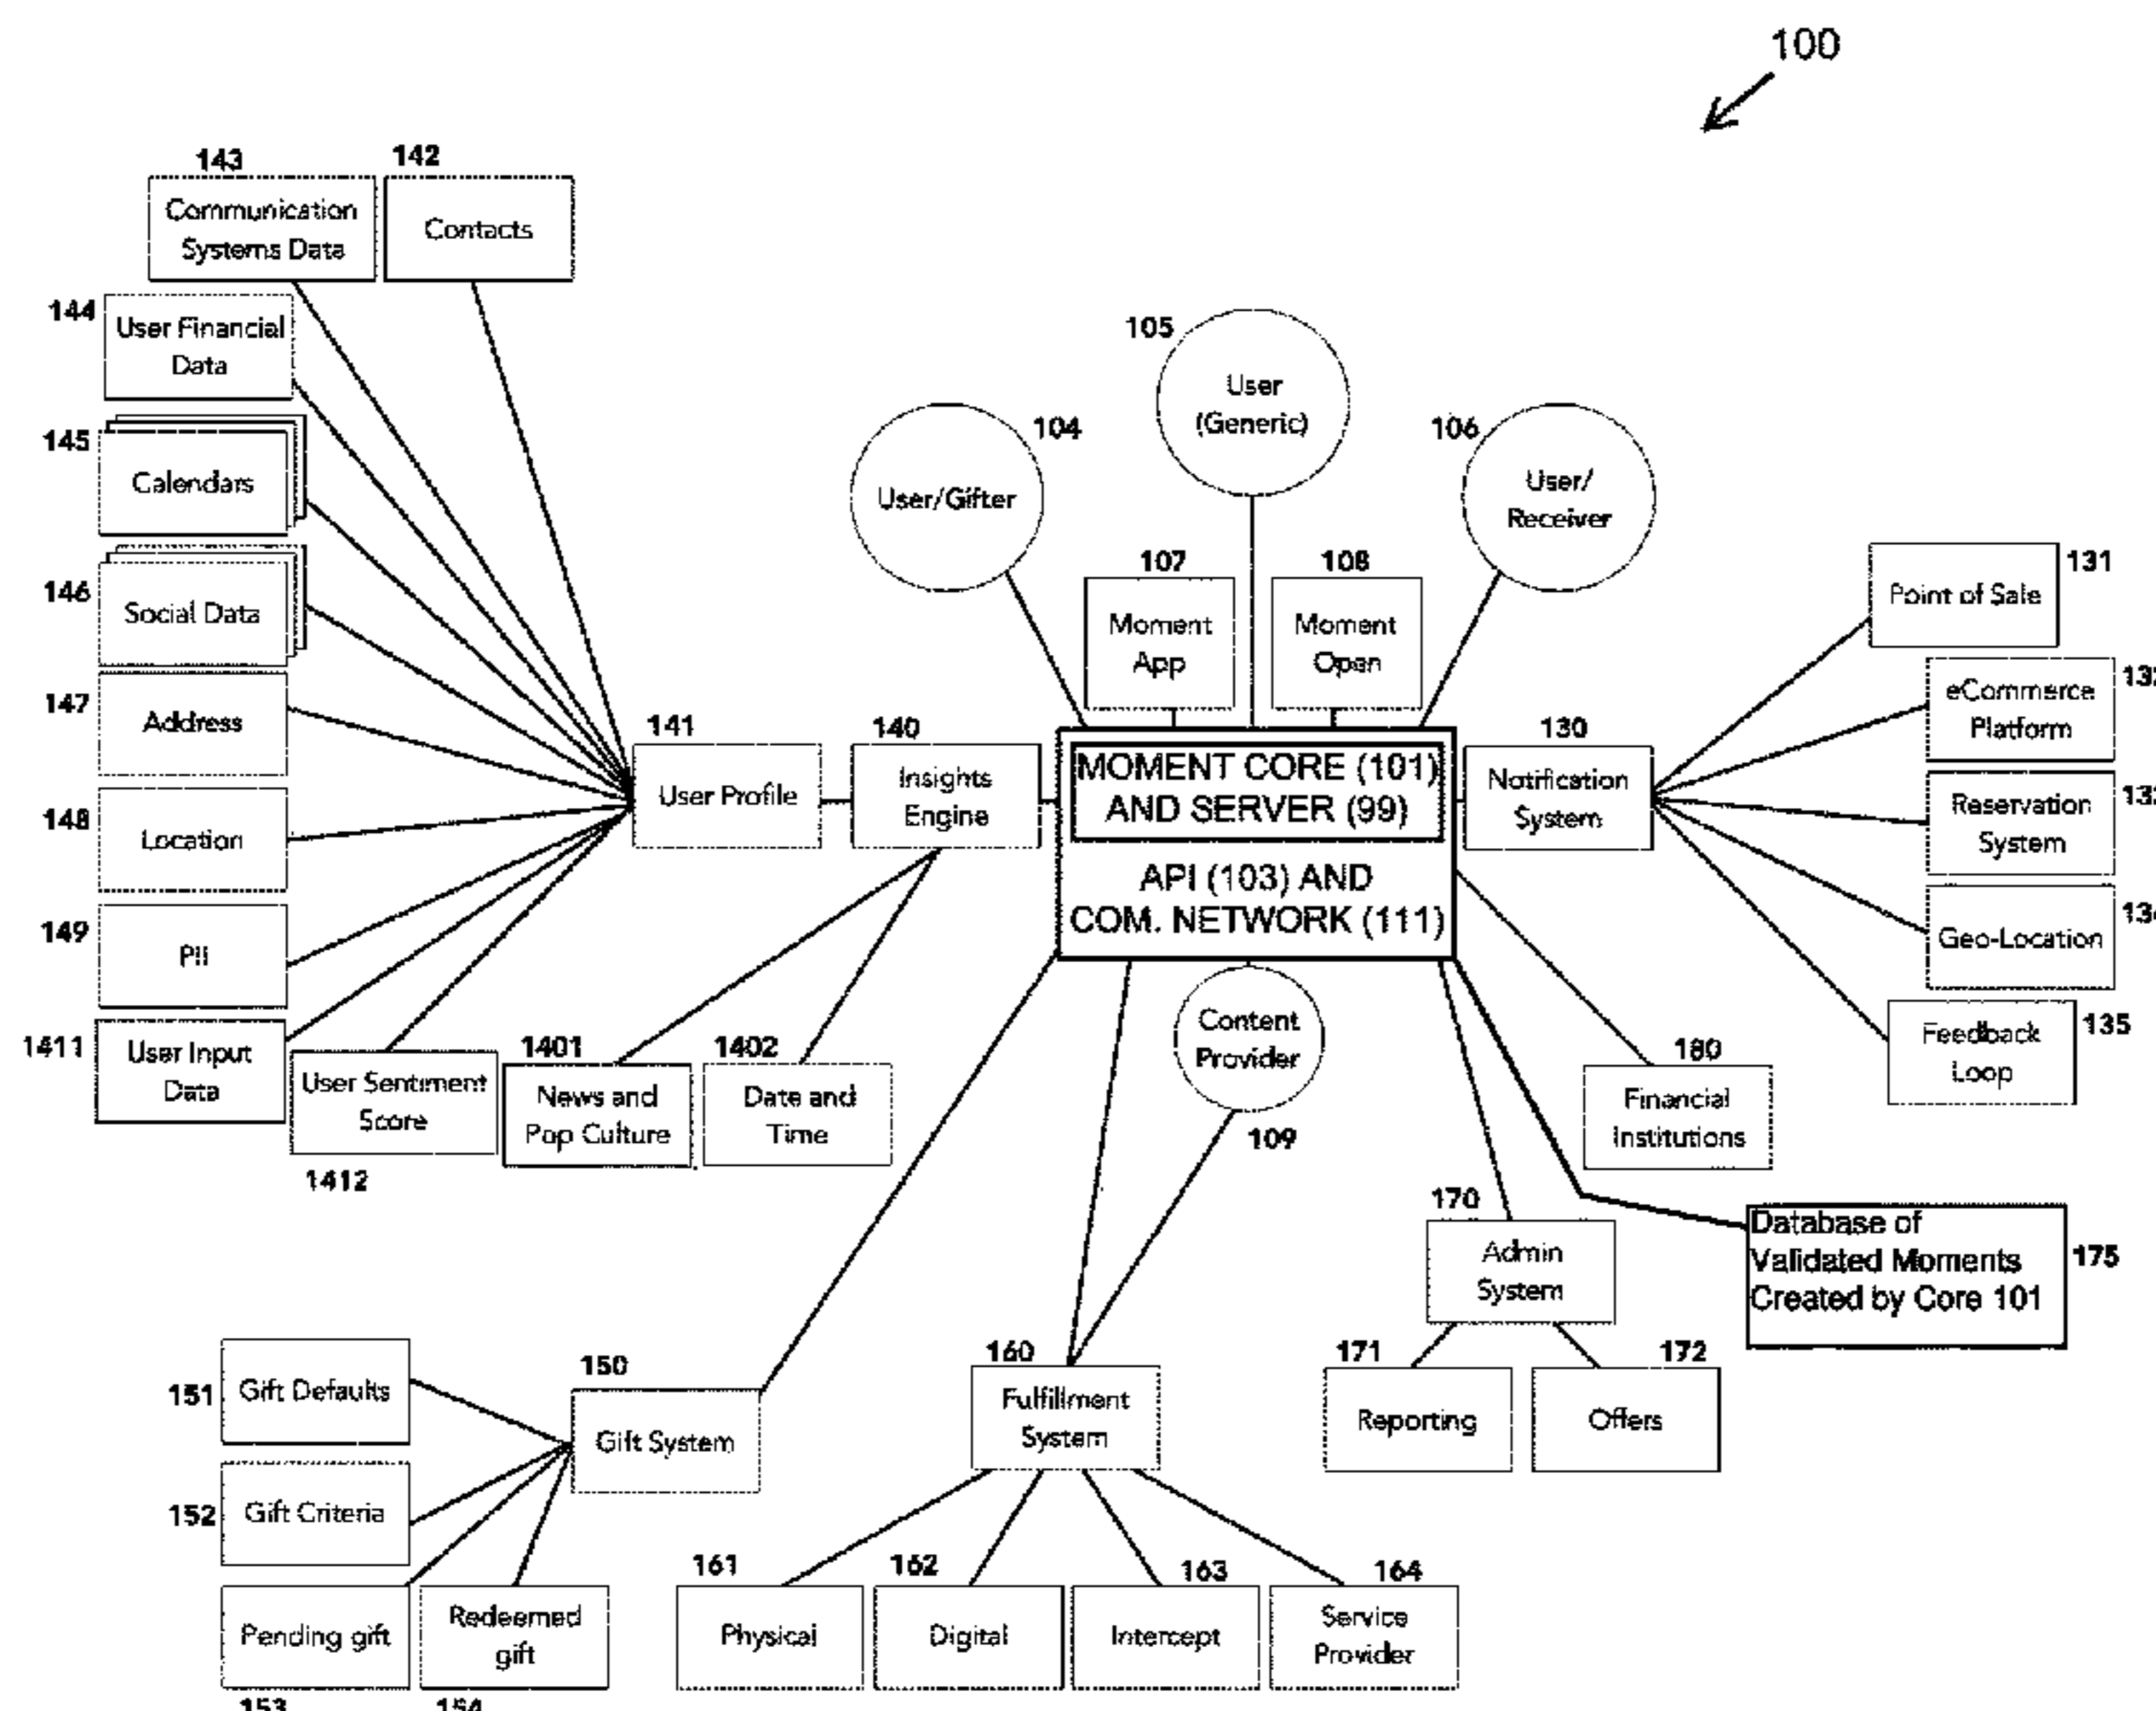 100
143
142
Communication
Systems Data
Contacts
144
User Financial
Data
105
User
(Generic)
145
Calendars
104
User/Gifter
106
User/
Receiver
146
Social Data
107
Moment
App
108
Moment
Open
131
Point of Sale
147
Address
132
eCommerce
Platform
141
User Profile
140
Insights
Engine
MOMENT CORE (101)
AND SERVER (99)
API (103) AND
COM. NETWORK (111)
130
Notification
System
133
Reservation
System
148
Location
134
Geo-Location
149
PII
135
Feedback
Loop
1411
User Input
Data
User Sentiment
Score
1412
1401
News and
Pop Culture
1402
Date and
Time
Content
Provider
109
180
Financial
Institutions
170
Admin
System
Database of
Validated Moments
Created by Core 101
175
171
Reporting
172
Offers
151
Gift Defaults
150
Gift System
160
Fulfillment
System
152
Gift Criteria
Pending gift
153
Redeemed
gift
154
161
Physical
162
Digital
163
Intercept
164
Service
Provider